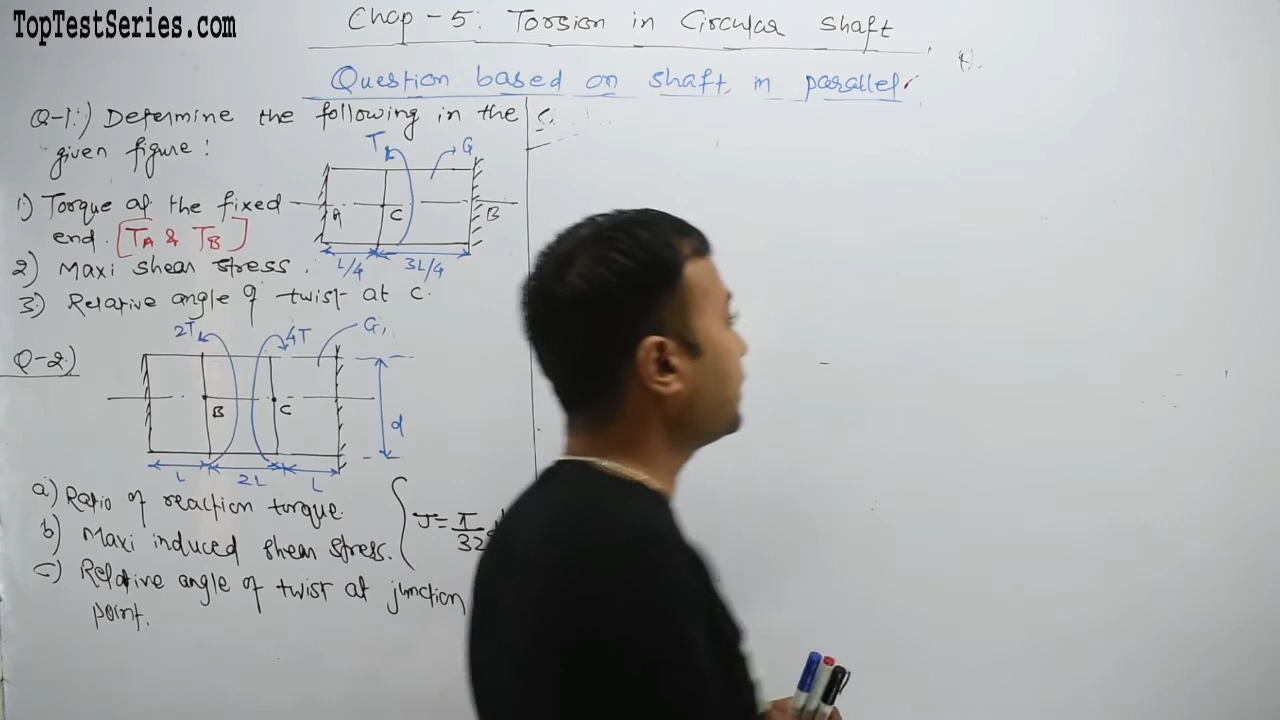 TopTestSeries.com
Chap - 5: Torsion in Circular shaft
Question based on shaft in parallel
Q-1:) Determine the following in the
given figure:
T
G
1) Torque at the fixed
end. [TA & TB]
A
C
B
L/4
3L/4
2) Maxi shear stress.
3) Relative angle of twist at C.
Q-2)
2T
4T
G,
B
C
d
L
2L
L
a) Ratio of reaction torque.
b) Maxi induced shear stress.
J = π/32
c) Relative angle of twist at junction
point.